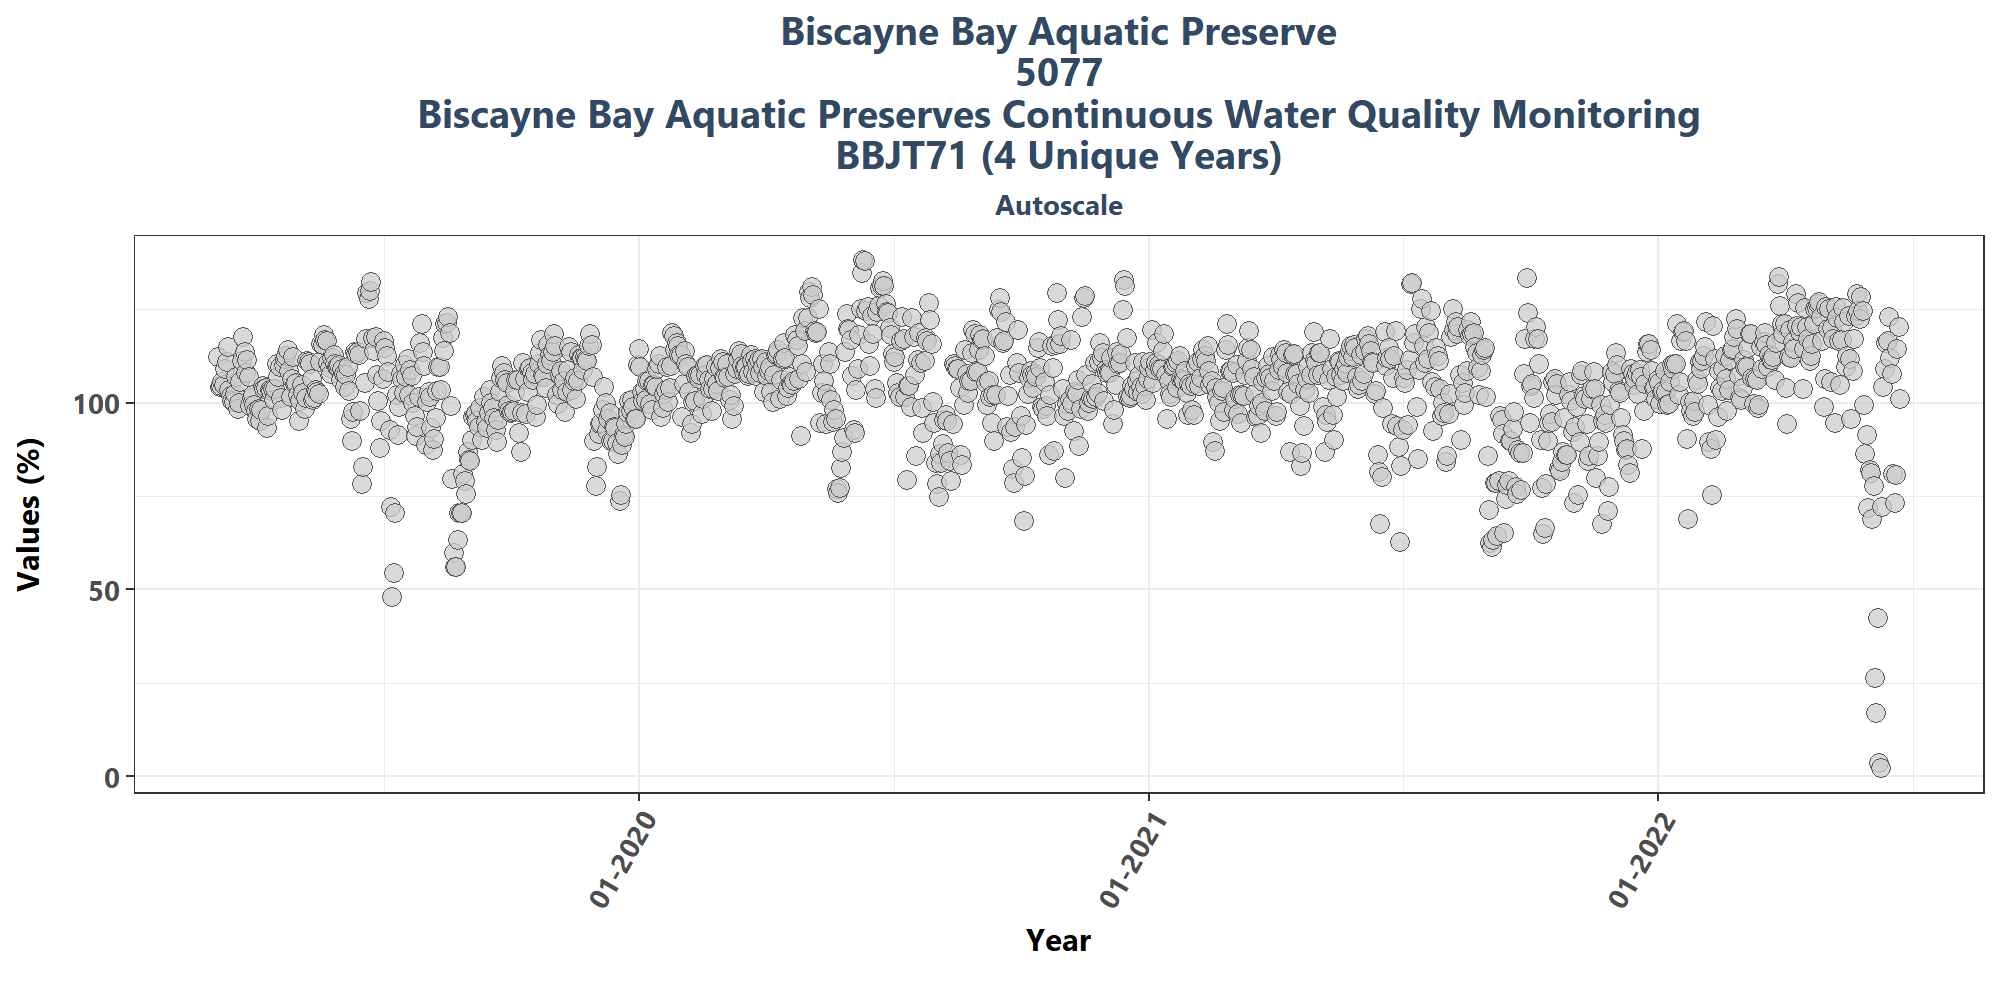 Biscayne Bay Aquatic Preserve
5077
Biscayne Bay Aquatic Preserves Continuous Water Quality Monitoring
BBJT71 (4 Unique Years)
Autoscale
Values (%)
100
50
0
01-2020
01-2021
01-2022
Year